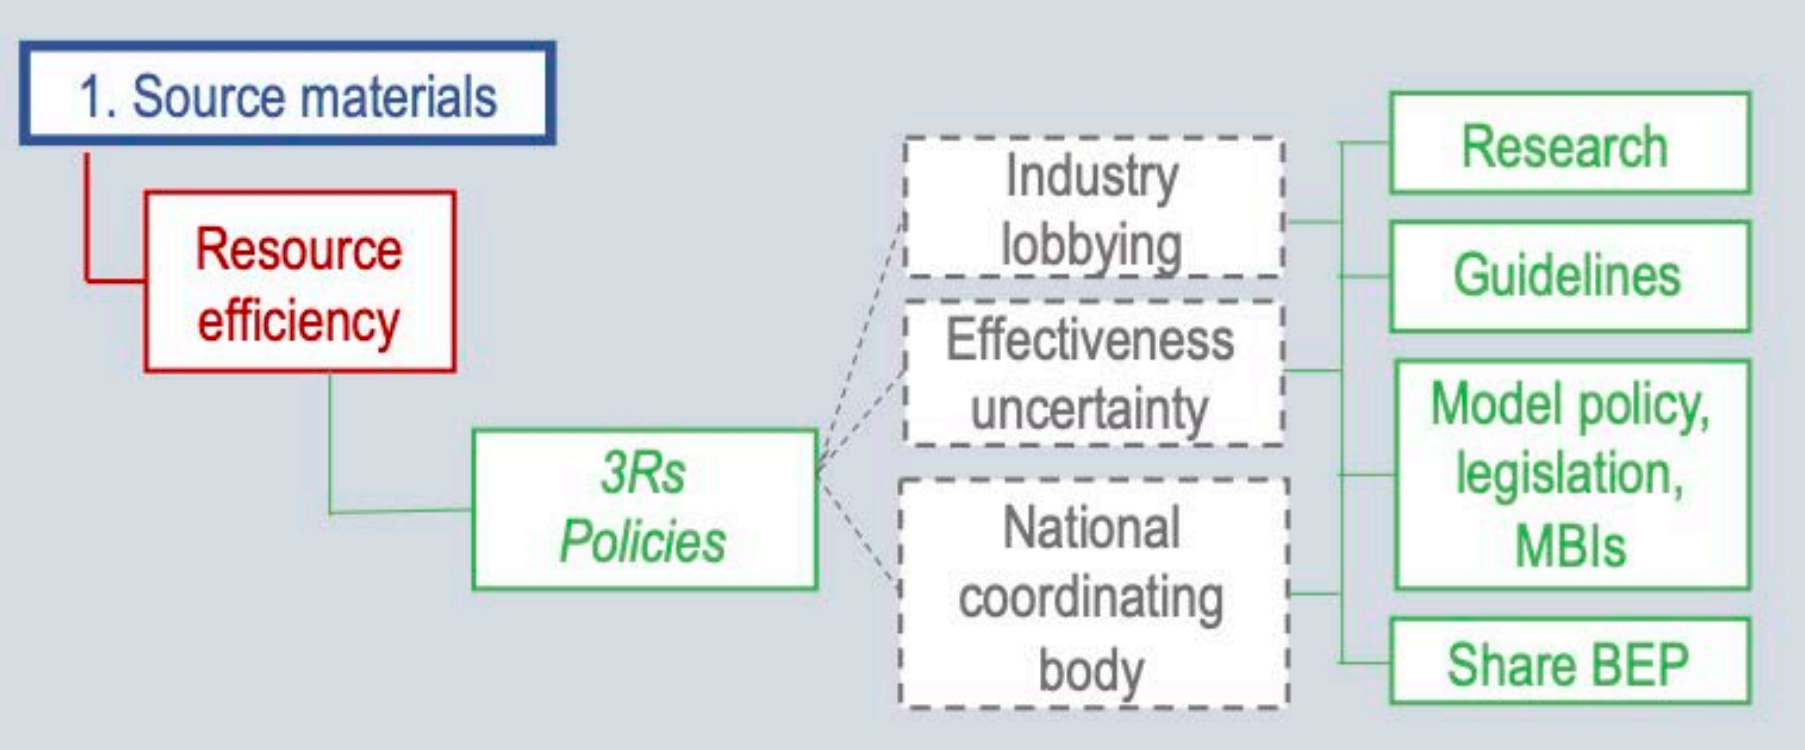 1. Source materials
Resource
efficiency
3Rs
Policies
Industry
lobbying
Effectiveness
uncertainty
National
coordinating
body
Research
Guidelines
Model policy,
legislation,
MBIs
Share BEP